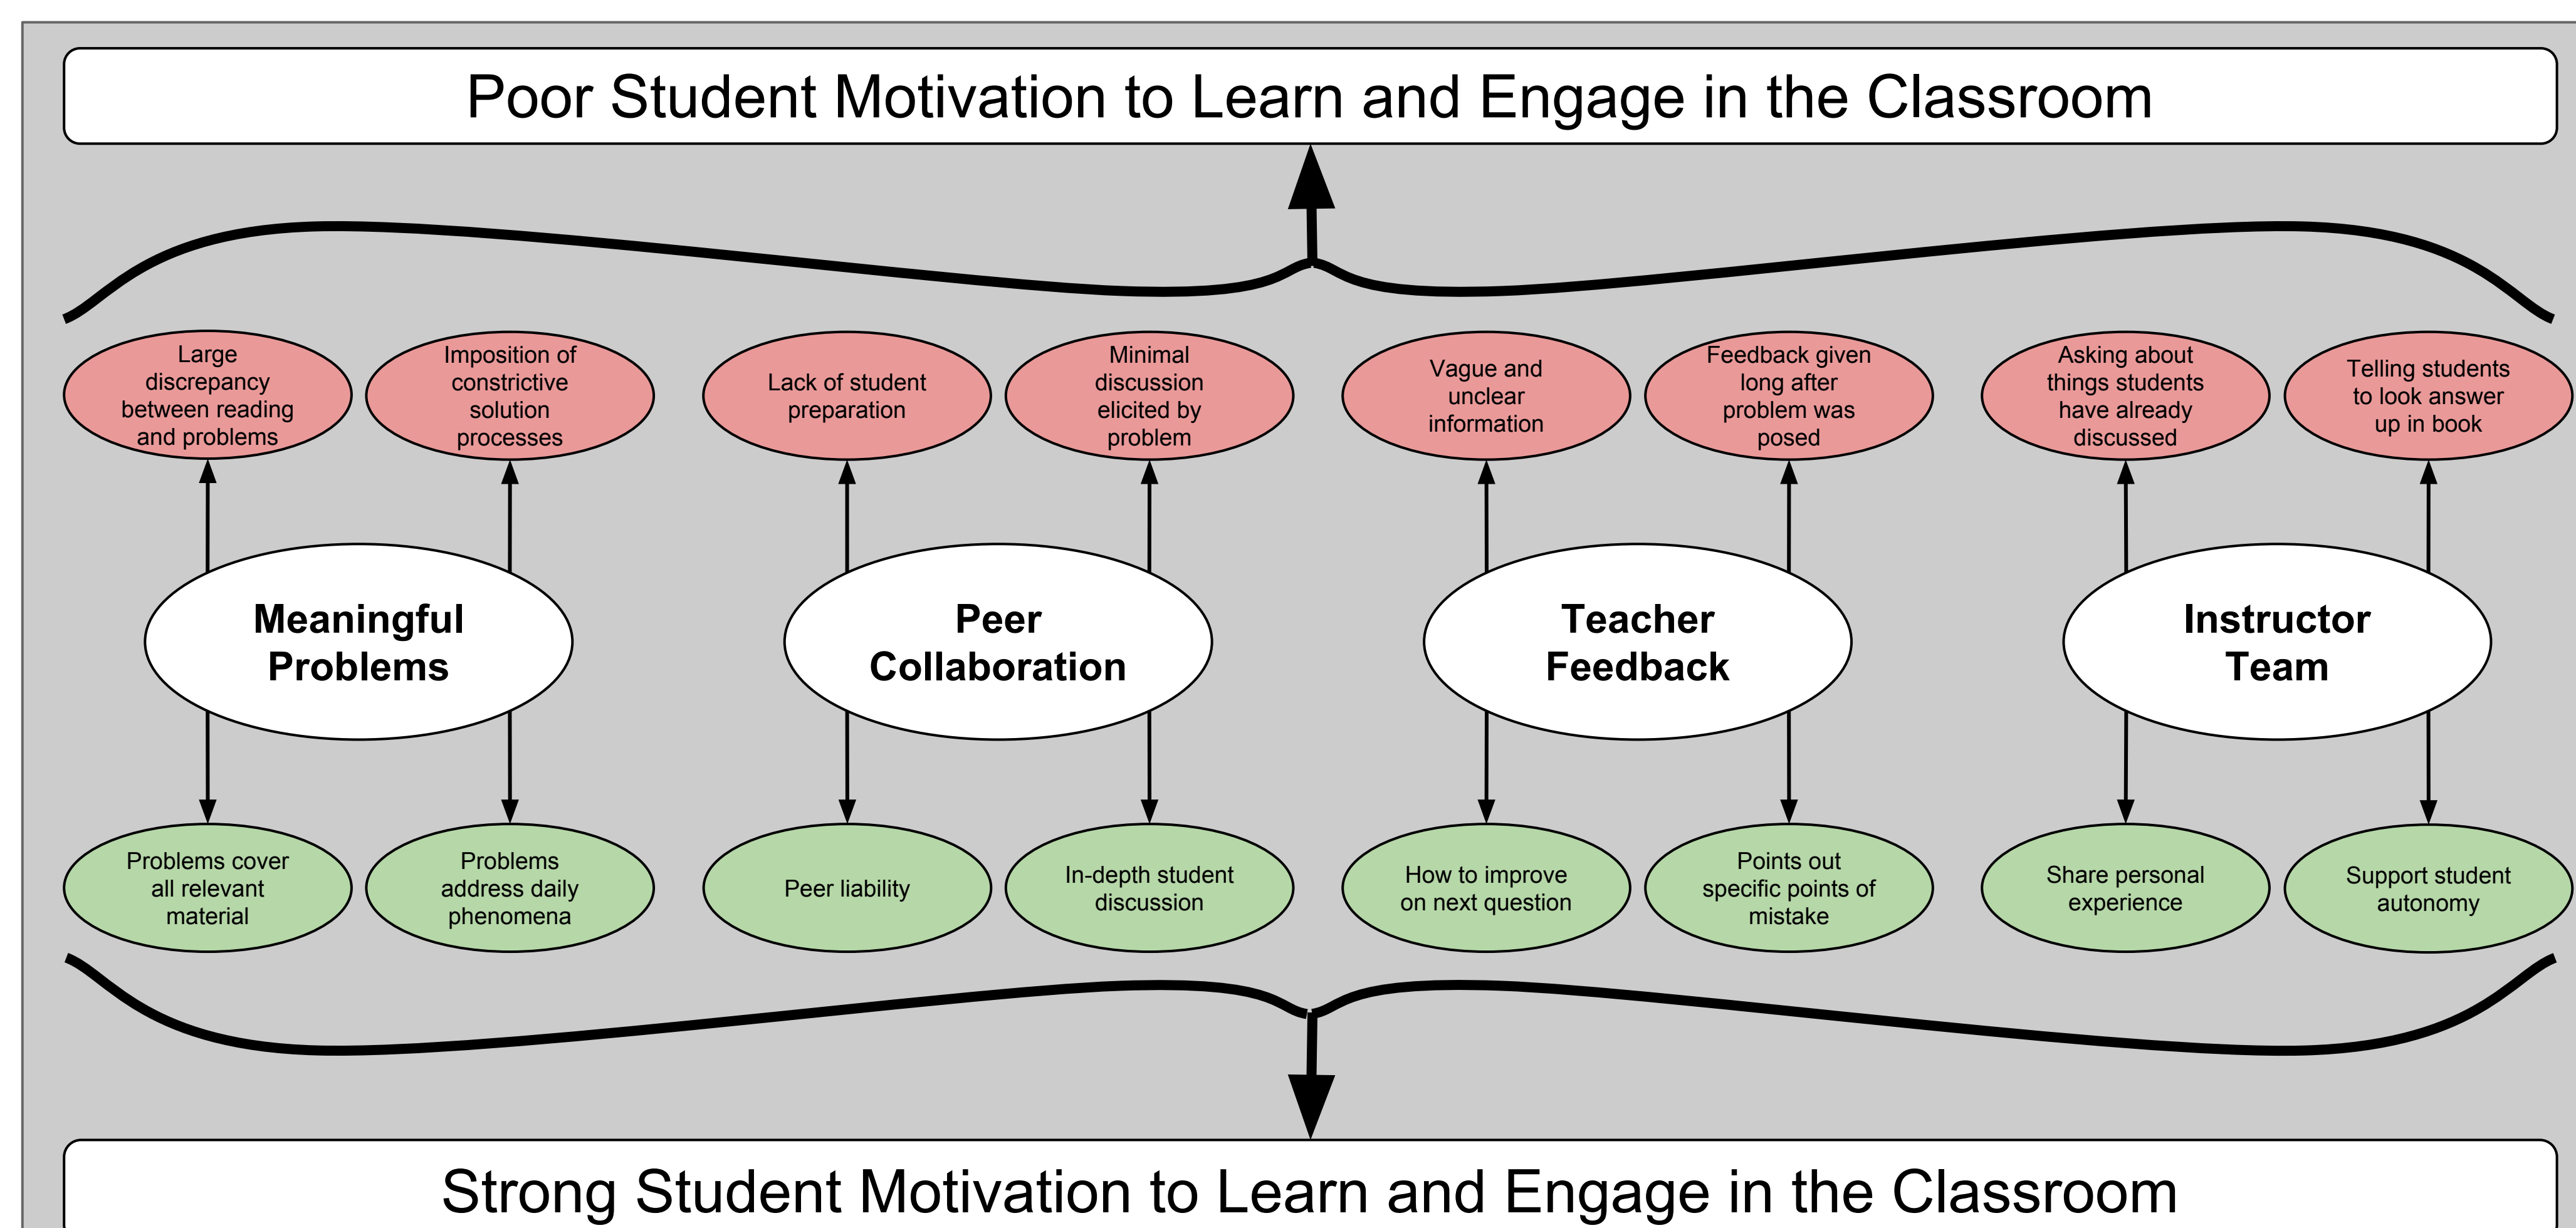 Poor Student Motivation to Learn and Engage in the Classroom
Large
discrepancy
between reading
and problems
Imposition of
constrictive
solution
processes
Lack of student
preparation
Minimal
discussion
elicited by
problem
Vague and
unclear
information
Feedback given
long after
problem was
posed
Asking about
things students
have already
discussed
Telling students
to look answer
up in book
Meaningful
Problems
Peer
Collaboration
Teacher
Feedback
Instructor
Team
Problems cover
all relevant
material
Problems
address daily
phenomena
Peer liability
In-depth student
discussion
How to improve
on next question
Points out
specific points of
mistake
Share personal
experience
Support student
autonomy
Strong Student Motivation to Learn and Engage in the Classroom